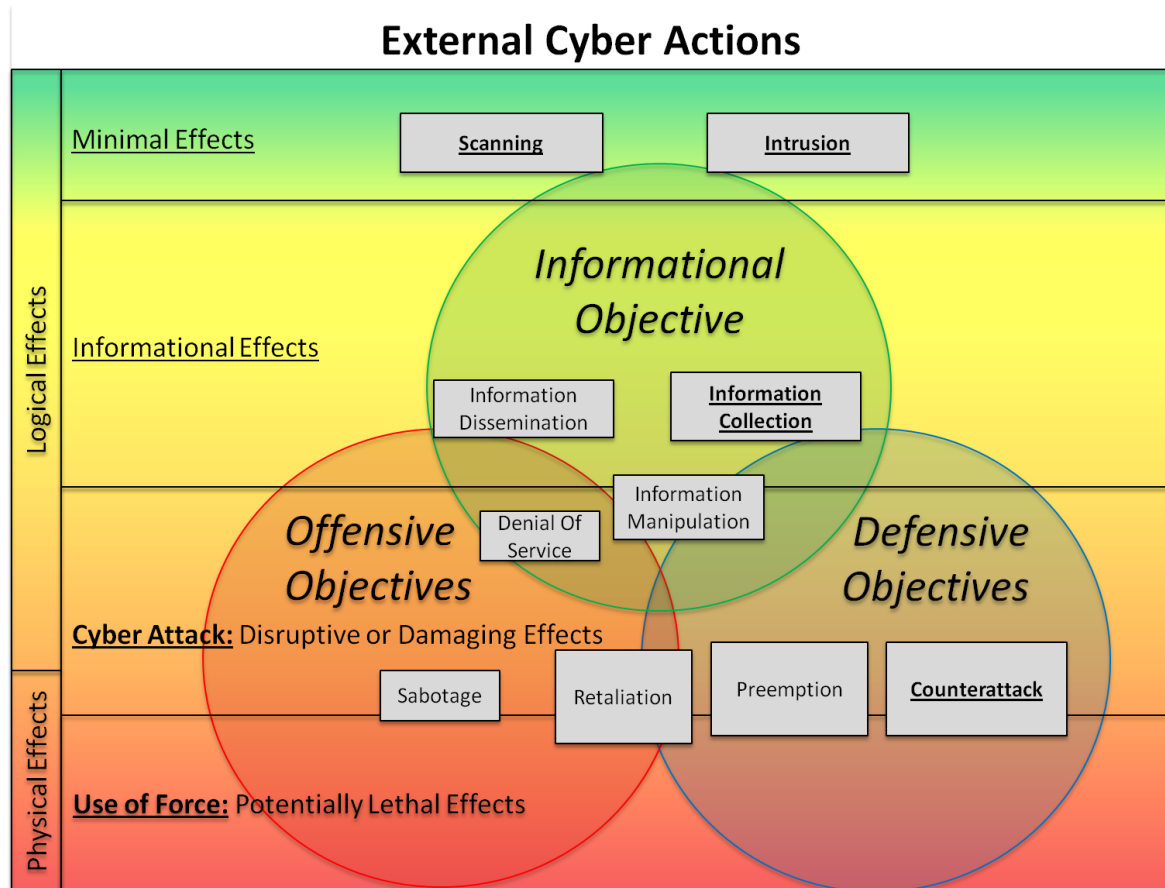 External Cyber Actions
Minimal Effects
Scanning
Intrusion
Logical Effects
Informational
Objective
Informational Effects
Information
Dissemination
Information
Collection
Information
Manipulation
Offensive
Objectives
Denial Of
Service
Defensive
Objectives
Cyber Attack: Disruptive or Damaging Effects
Sabotage
Retaliation
Preemption
Counterattack
Physical Effects
Use of Force: Potentially Lethal Effects